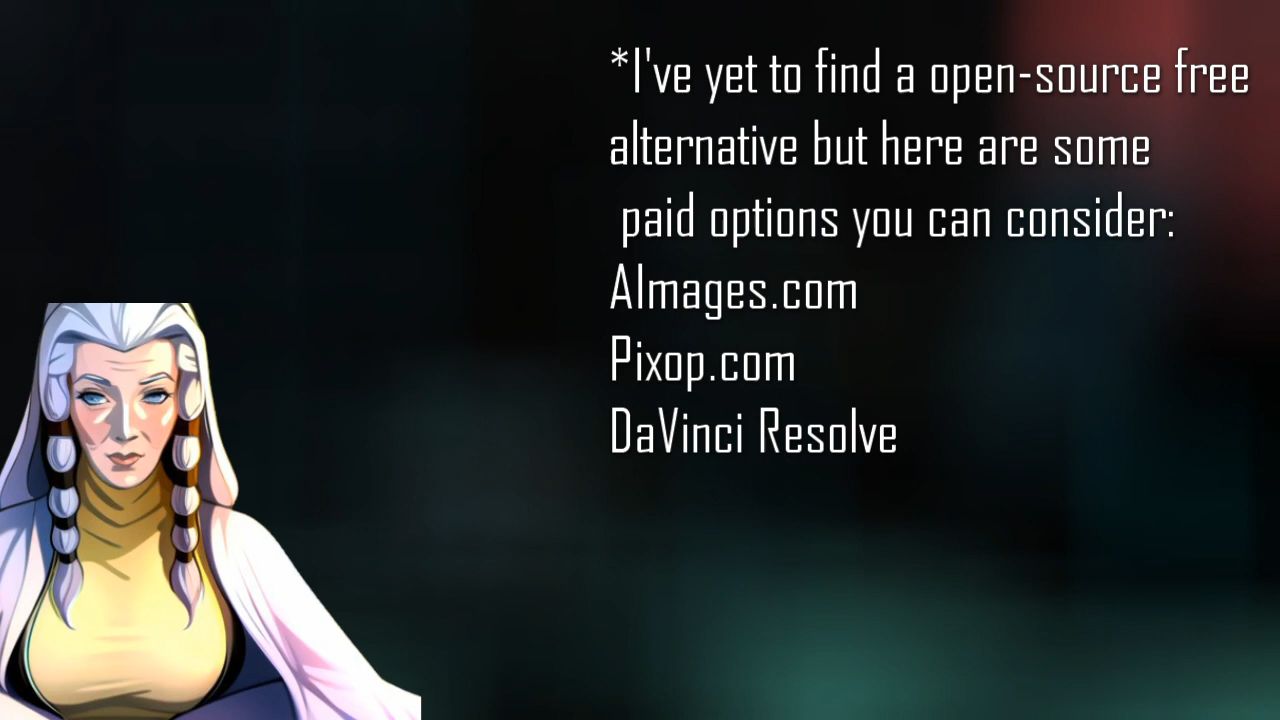 *I've yet to find a open-source free
alternative but here are some
paid options you can consider:
AImages.com
Pixop.com
DaVinci Resolve